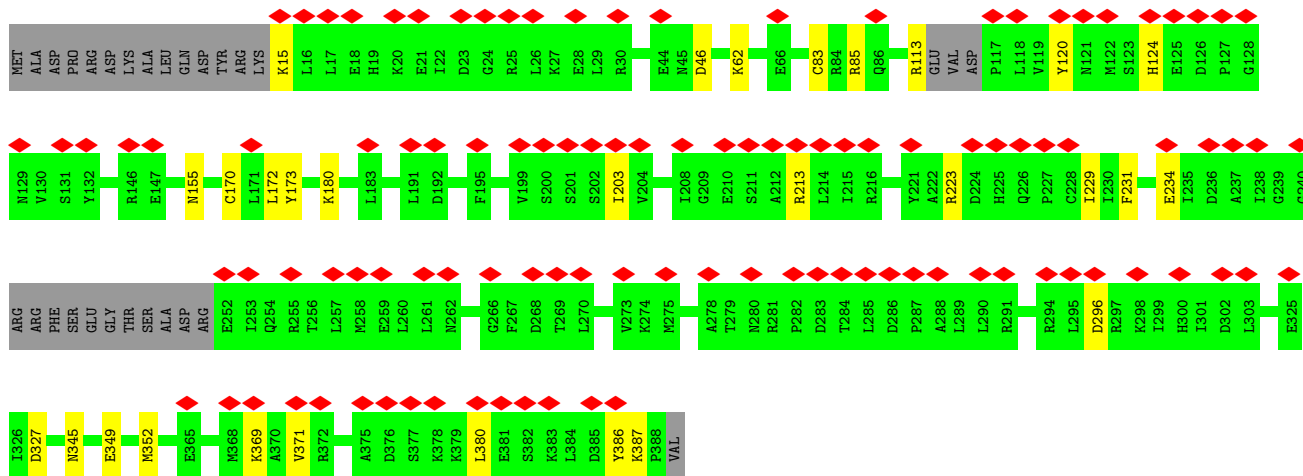 MET ALA ASP PRO ARG ASP LYS ALA LEU GLN ASP TYR ARG LYS K15 L16 L17 E18 H19 K20 E21 I22 D23 G24 R25 L26 K27 E28 L29 R30 E44 N45 D46 K62 E66 C83 R84 R85 Q86 R113 GLU VAL ASP P117 L118 V119 Y120 N121 M122 S123 H124 E125 D126 P127 G128
N129 V130 S131 Y132 R146 E147 N155 C170 L171 L172 Y173 K180 L183 L191 D192 F195 V199 S200 S201 S202 I203 V204 I208 G209 E210 S211 A212 R213 L214 I215 R216 Y221 A222 R223 D224 H225 Q226 P227 C228 I229 I230 F231 E234 I235 D236 A237 I238 G239
ARG ARG PHE SER GLU GLY THR SER ALA ASP ARG E252 I253 Q254 R255 T256 L257 M258 E259 L260 L261 N262 G266 F267 D268 T269 L270 V273 K274 M275 A278 T279 N280 R281 P282 D283 T284 L285 D286 P287 A288 L289 L290 R291 R294 L295 D296 R297 K298 I299 H300 I301 D302 L303 E325
I326 D327 N345 E349 M352 E365 M368 K369 A370 V371 R372 A375 D376 S377 K378 K379 L380 E381 S382 K383 L384 D385 Y386 K387 P388 VAL